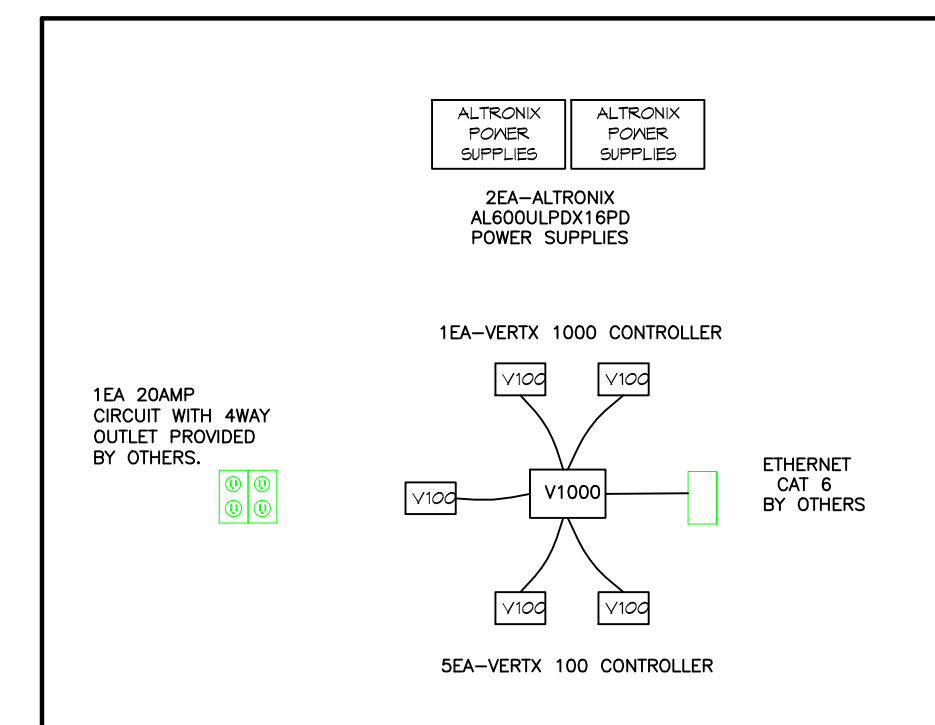 ALTRONIX
POWER
SUPPLIES
ALTRONIX
POWER
SUPPLIES
2EA-ALTRONIX
AL600ULPDX16PD
POWER SUPPLIES
1EA-VERTX 1000 CONTROLLER
V100
V100
1EA 20AMP
CIRCUIT WITH 4WAY
OUTLET PROVIDED
BY OTHERS.
V100
V1000
ETHERNET
CAT 6
BY OTHERS
V100
V100
5EA-VERTX 100 CONTROLLER